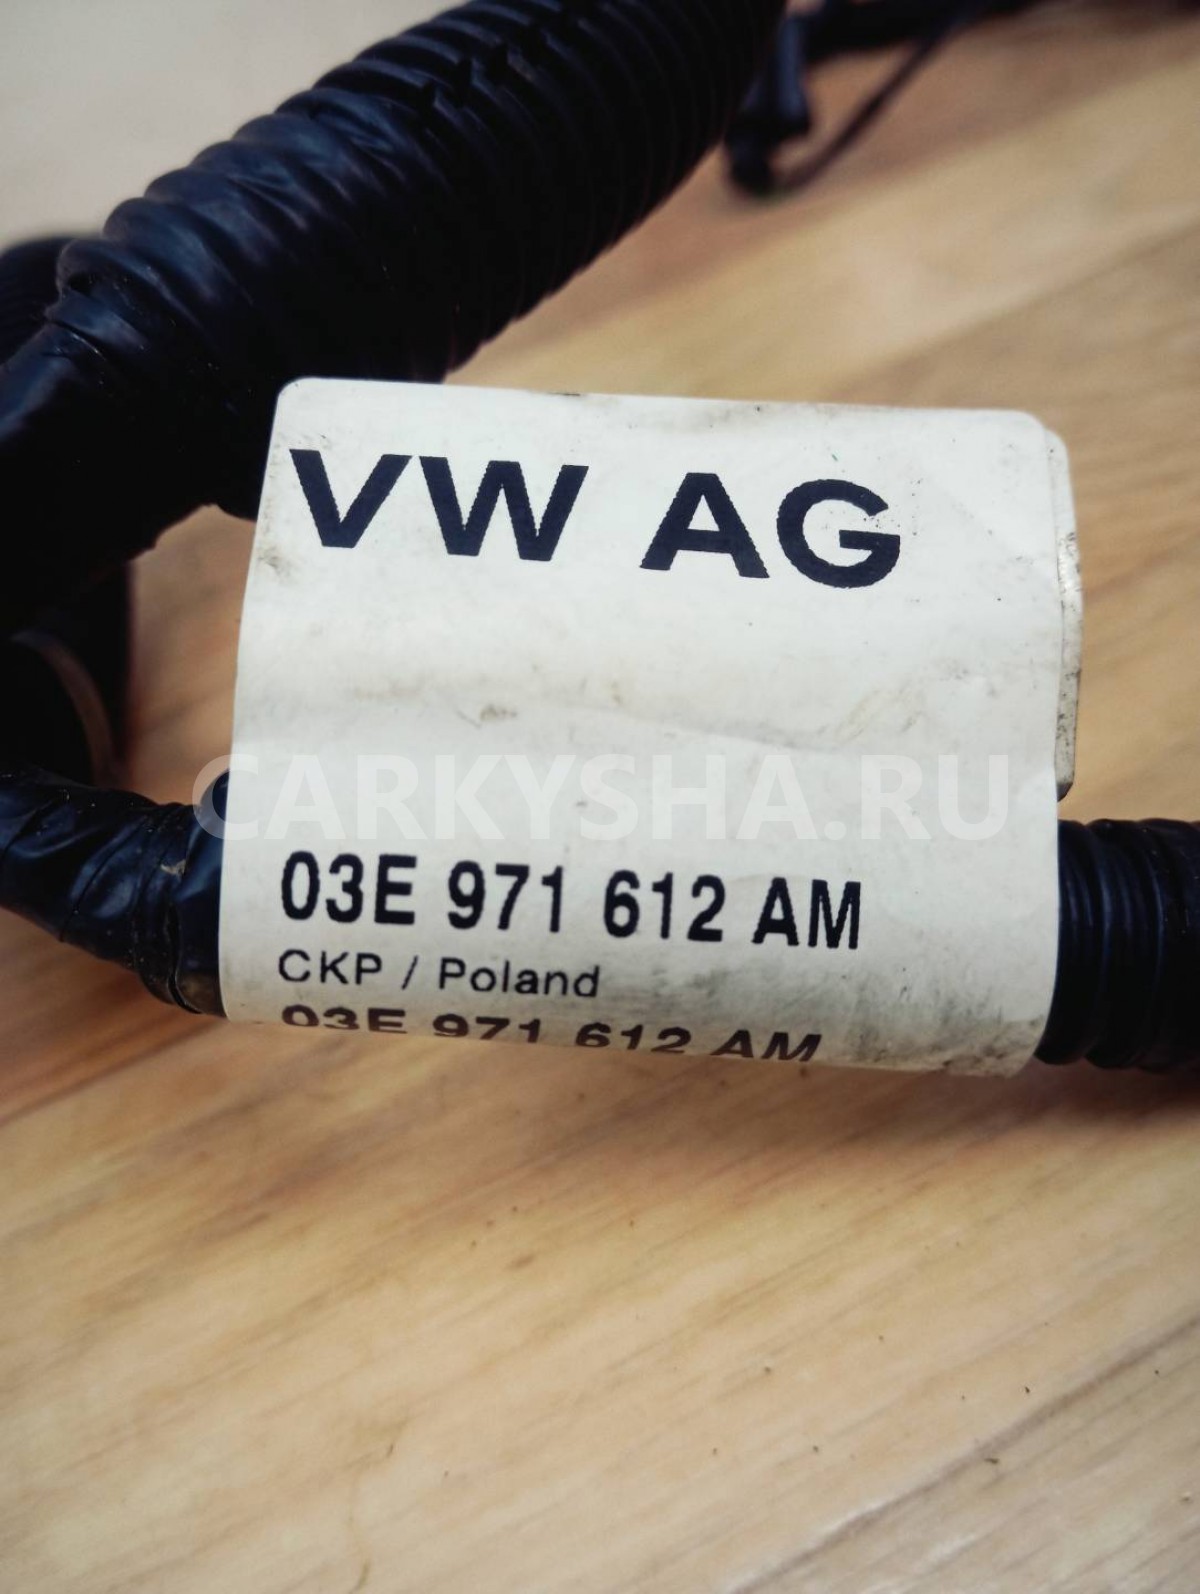 VW AG
CARKYSHA.RU
03E 971 612 AM
CKP / Poland
03E 971 612 AM